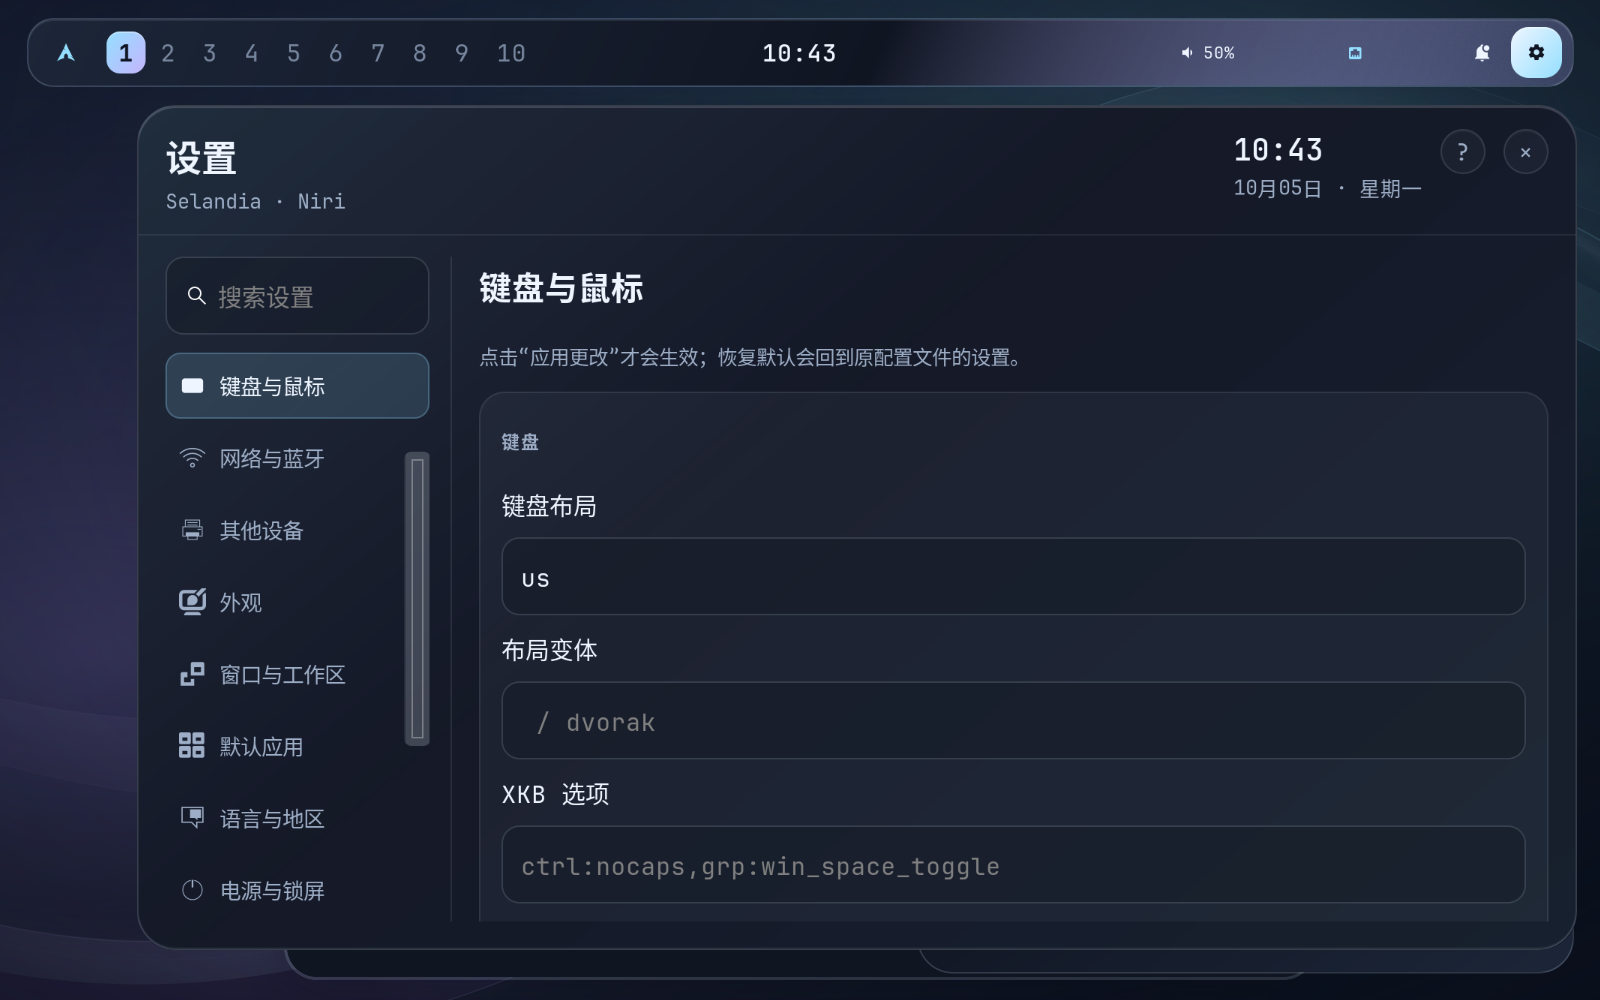 1 2 3 4 5 6 7 8 9 10
10:43
50%
设置
Selandia · Niri
10:43
10月05日 · 星期一
?
×
搜索设置
键盘与鼠标
网络与蓝牙
其他设备
外观
窗口与工作区
默认应用
语言与地区
电源与锁屏
键盘与鼠标
点击“应用更改”才会生效；恢复默认会回到原配置文件的设置。
键盘
键盘布局
us
布局变体
/ dvorak
XKB 选项
ctrl:nocaps,grp:win_space_toggle